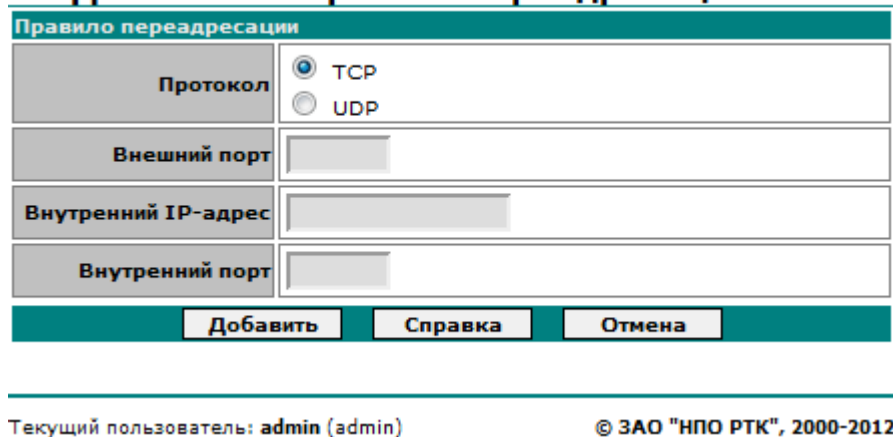 Правило переадресации
Протокол
TCP
UDP
Внешний порт
Внутренний IP-адрес
Внутренний порт
Добавить Справка Отмена
Текущий пользователь: admin (admin) © ЗАО "НПО РТК", 2000-2012